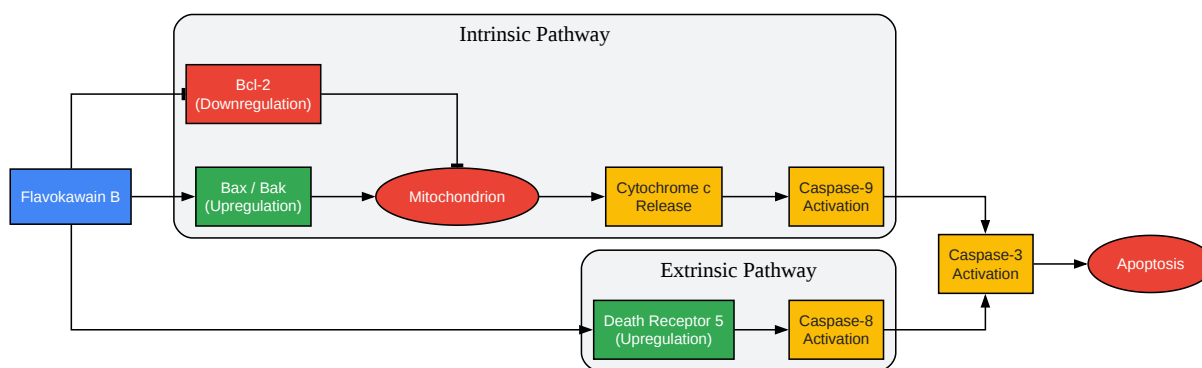 Intrinsic Pathway
Bcl-2
(Downregulation)
Flavokawain B
Bax / Bak
(Upregulation)
Mitochondrion
Cytochrome c
Release
Caspase-9
Activation
Extrinsic Pathway
Death Receptor 5
(Upregulation)
Caspase-8
Activation
Caspase-3
Activation
Apoptosis